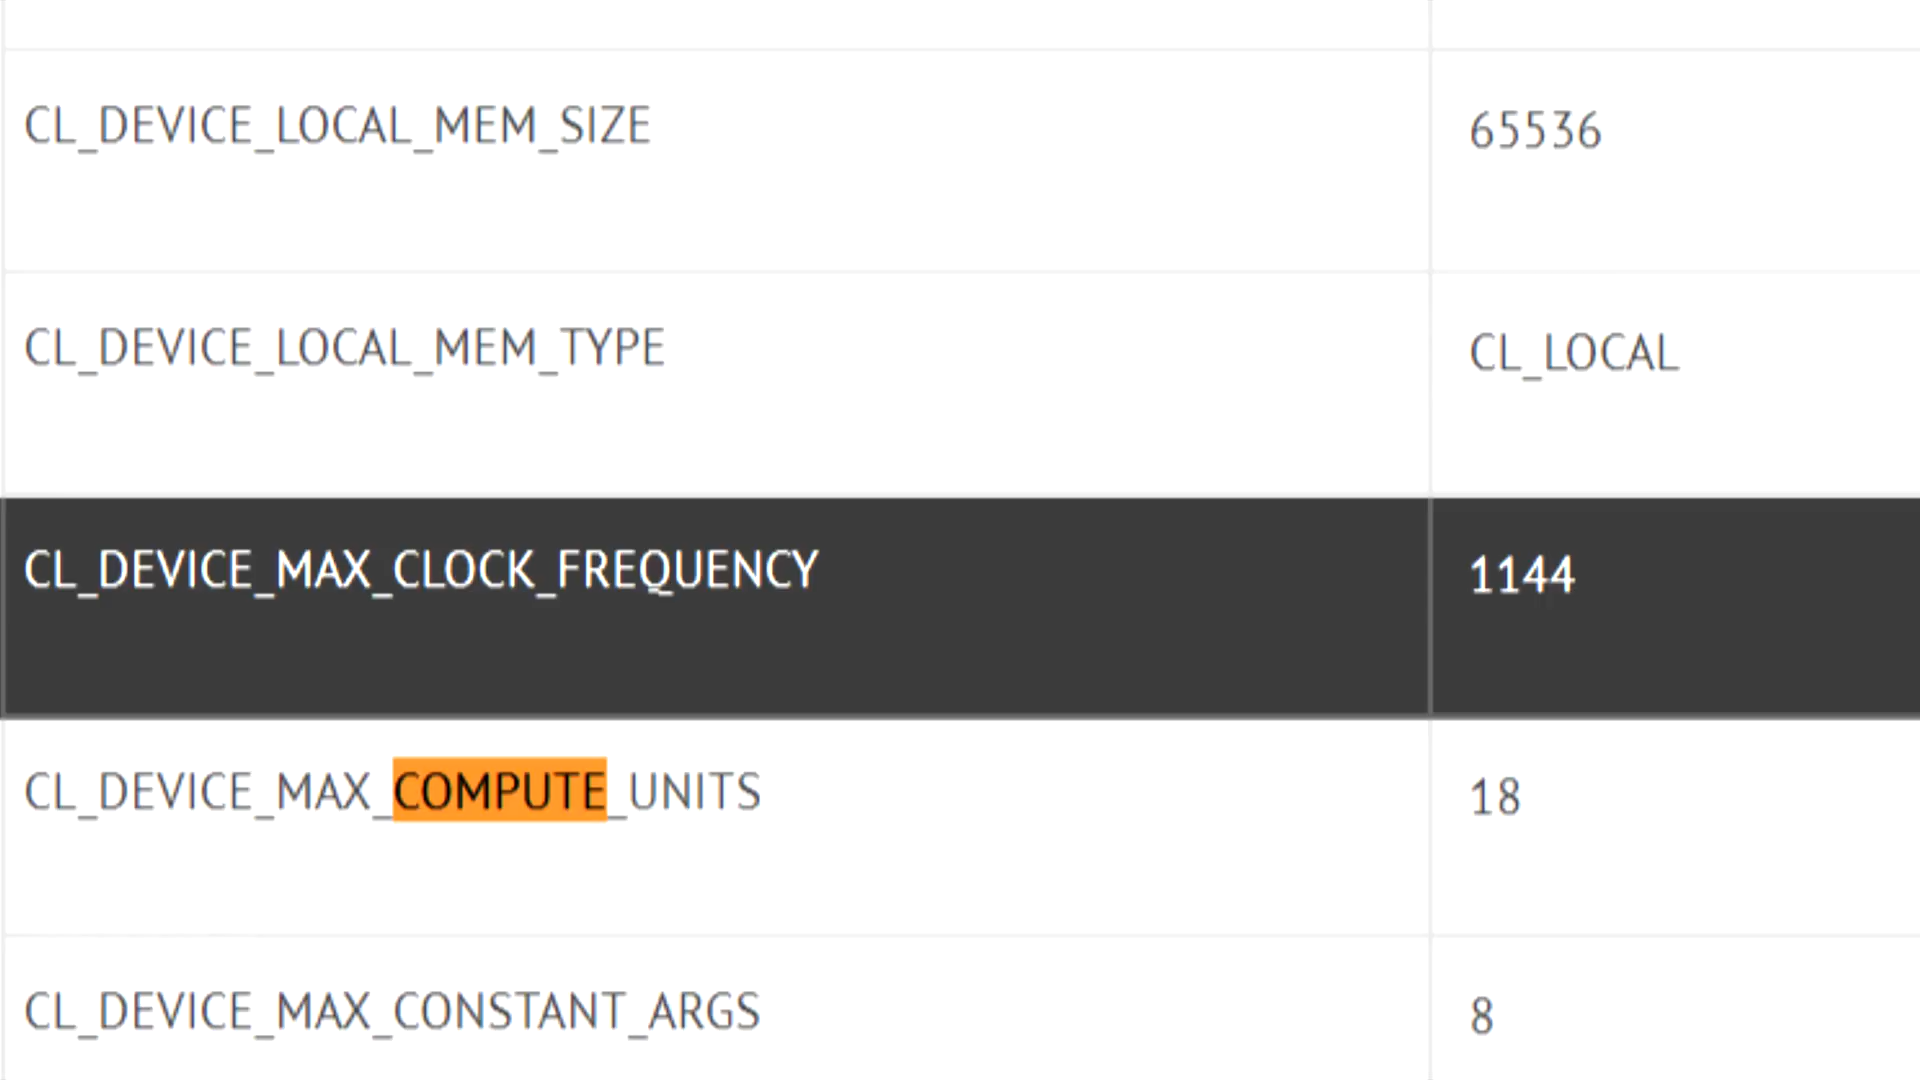 CL_DEVICE_LOCAL_MEM_SIZE 65536
CL_DEVICE_LOCAL_MEM_TYPE CL_LOCAL
CL_DEVICE_MAX_CLOCK_FREQUENCY 1144
CL_DEVICE_MAX_COMPUTE_UNITS 18
CL_DEVICE_MAX_CONSTANT_ARGS 8